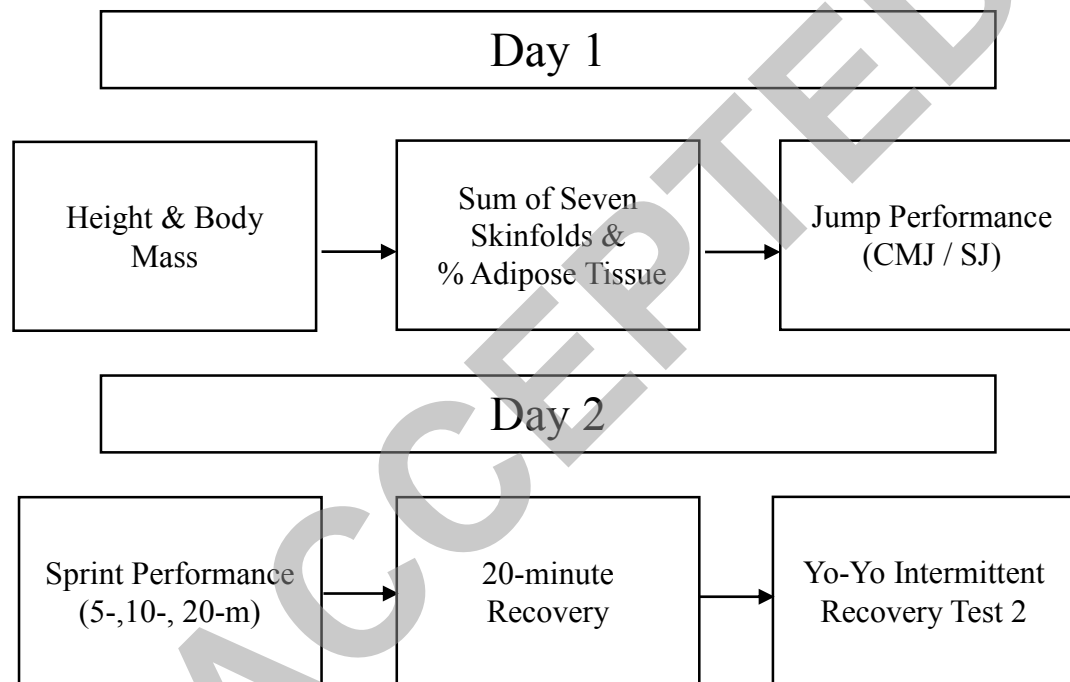 Day 1
Height & Body
Mass
Sum of Seven
Skinfolds &
% Adipose Tissue
Jump Performance
(CMJ / SJ)
Day 2
Sprint Performance
(5-,10-, 20-m)
20-minute
Recovery
Yo-Yo Intermittent
Recovery Test 2
ACCEPTED